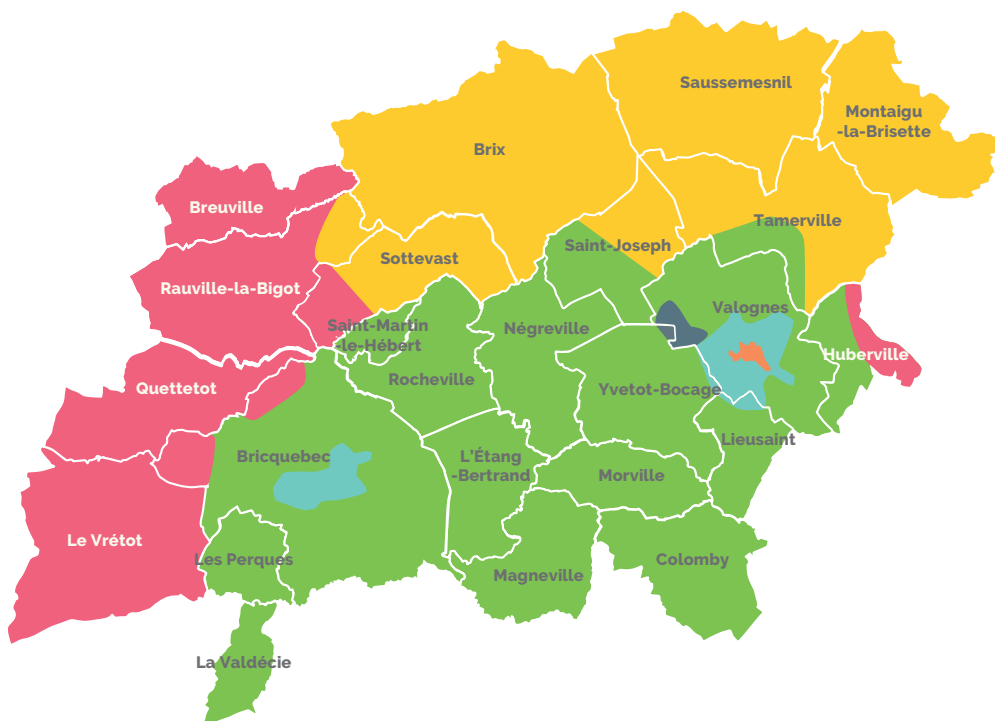 Saussemesnil
Montaigu
-la-Brisette
Brix
Breuville
Tamerville
Saint-Joseph
Sottevast
Rauville-la-Bigot
Valognes
Saint-Martin
-le-Hébert
Négreville
Huberville
Rocheville
Quettetot
Yvetot-Bocage
Lieusaint
Bricquebec
L'Étang
-Bertrand
Morville
Le Vrétot
Les Perques
Colomby
Magneville
La Valdécie